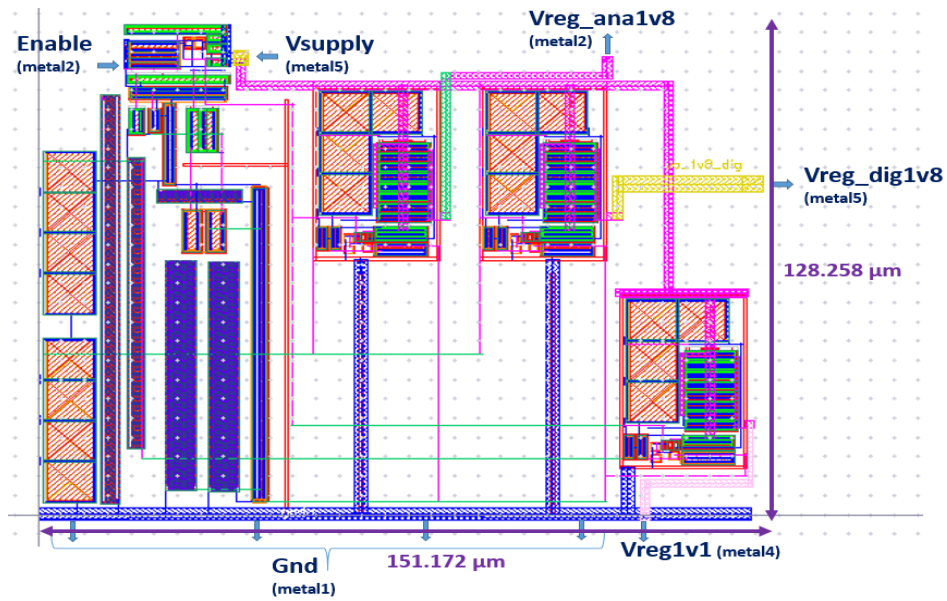 Vreg_ana1v8
(metal2)
Enable
(metal2)
Vsupply
(metal5)
Vreg_dig1v8
(metal5)
128.258 µm
Vreg1v1 (metal4)
151.172 µm
Gnd
(metal1)